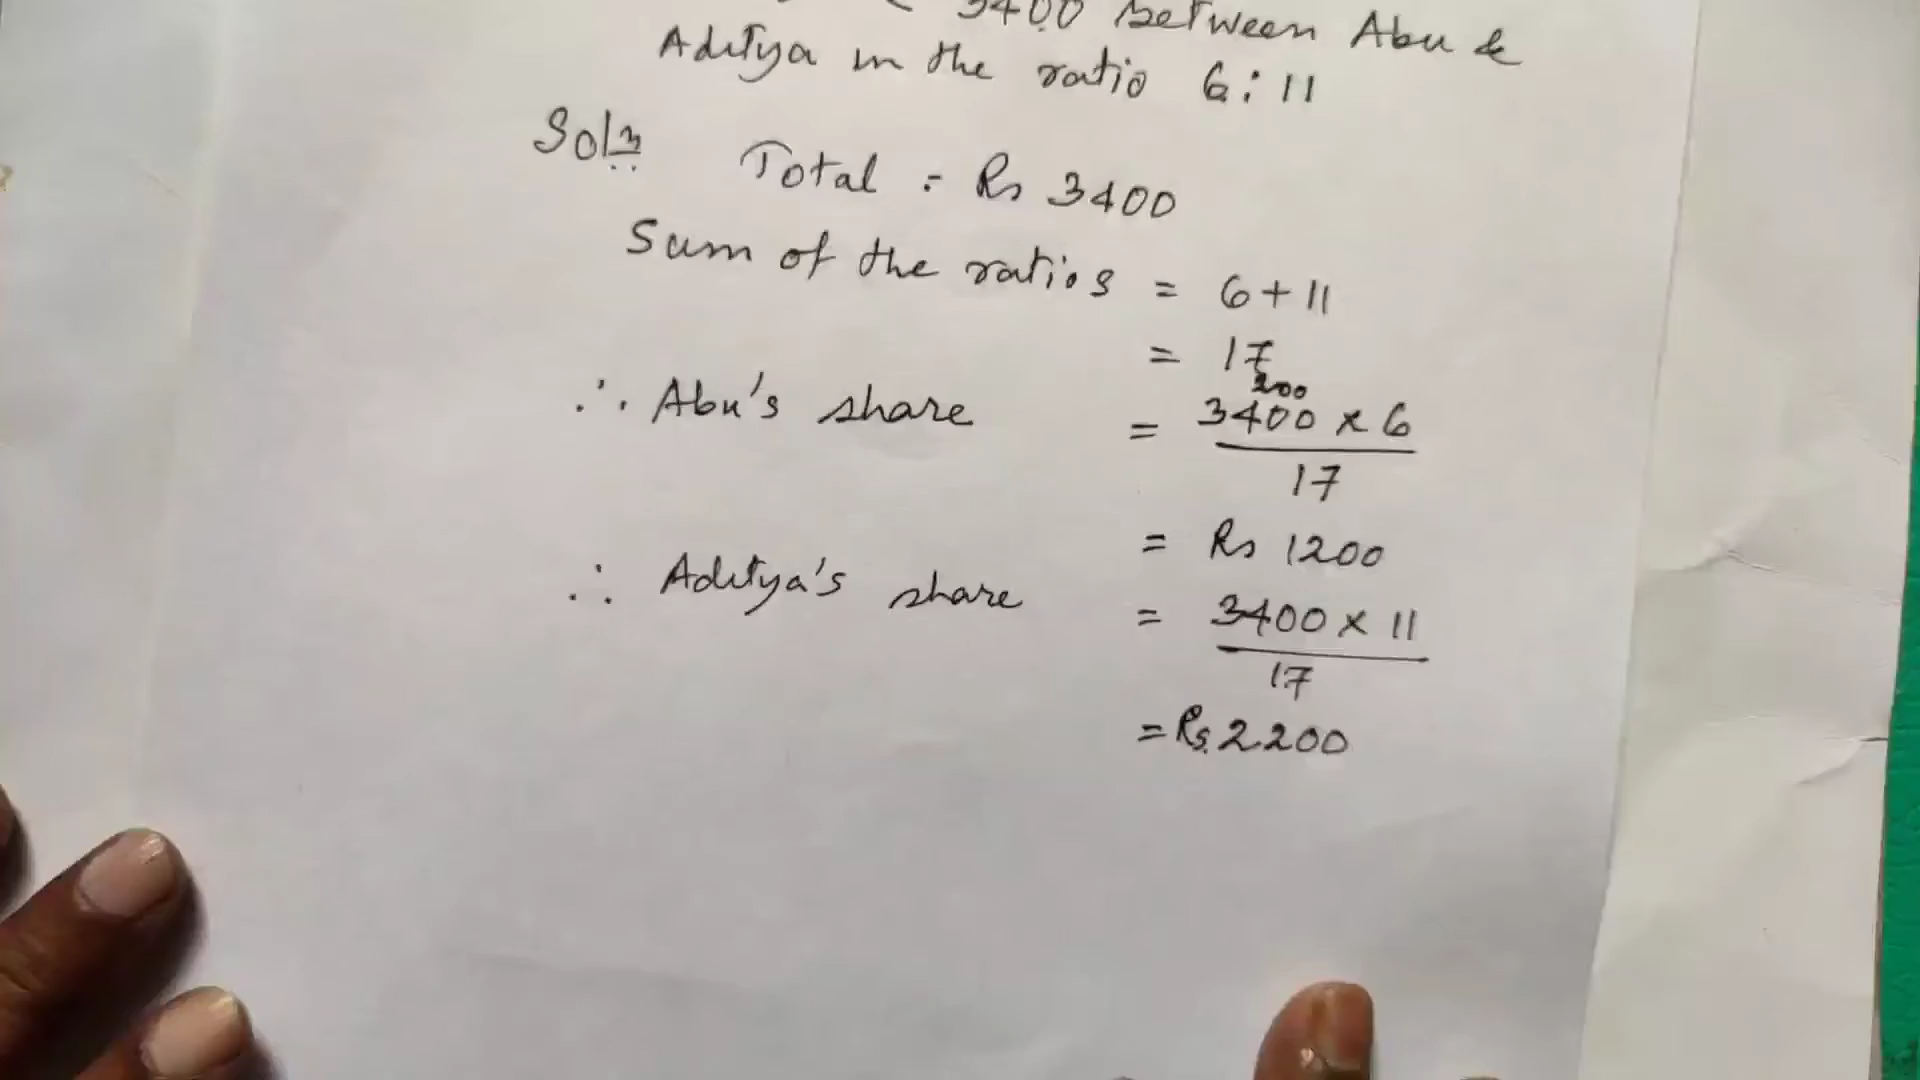 3400 between Abu &
Aditya in the ratio 6:11
Soln Total = Rs 3400
Sum of the ratios = 6+11
= 17
200
∴ Abu's share = 3400 x 6
17
= Rs 1200
∴ Aditya's share = 3400 x 11
17
= Rs. 2200